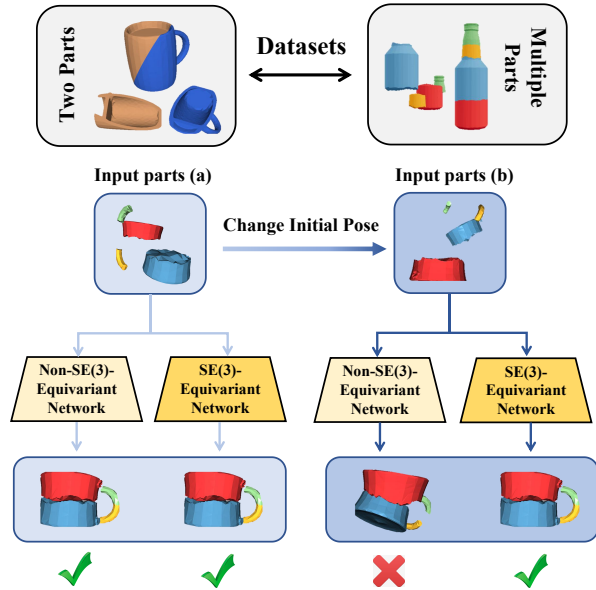 Two Parts
Datasets
Multiple
Parts
Input parts (a)
Input parts (b)
Change Initial Pose
Non-SE(3)-
Equivariant
Network
SE(3)-
Equivariant
Network
Non-SE(3)-
Equivariant
Network
SE(3)-
Equivariant
Network